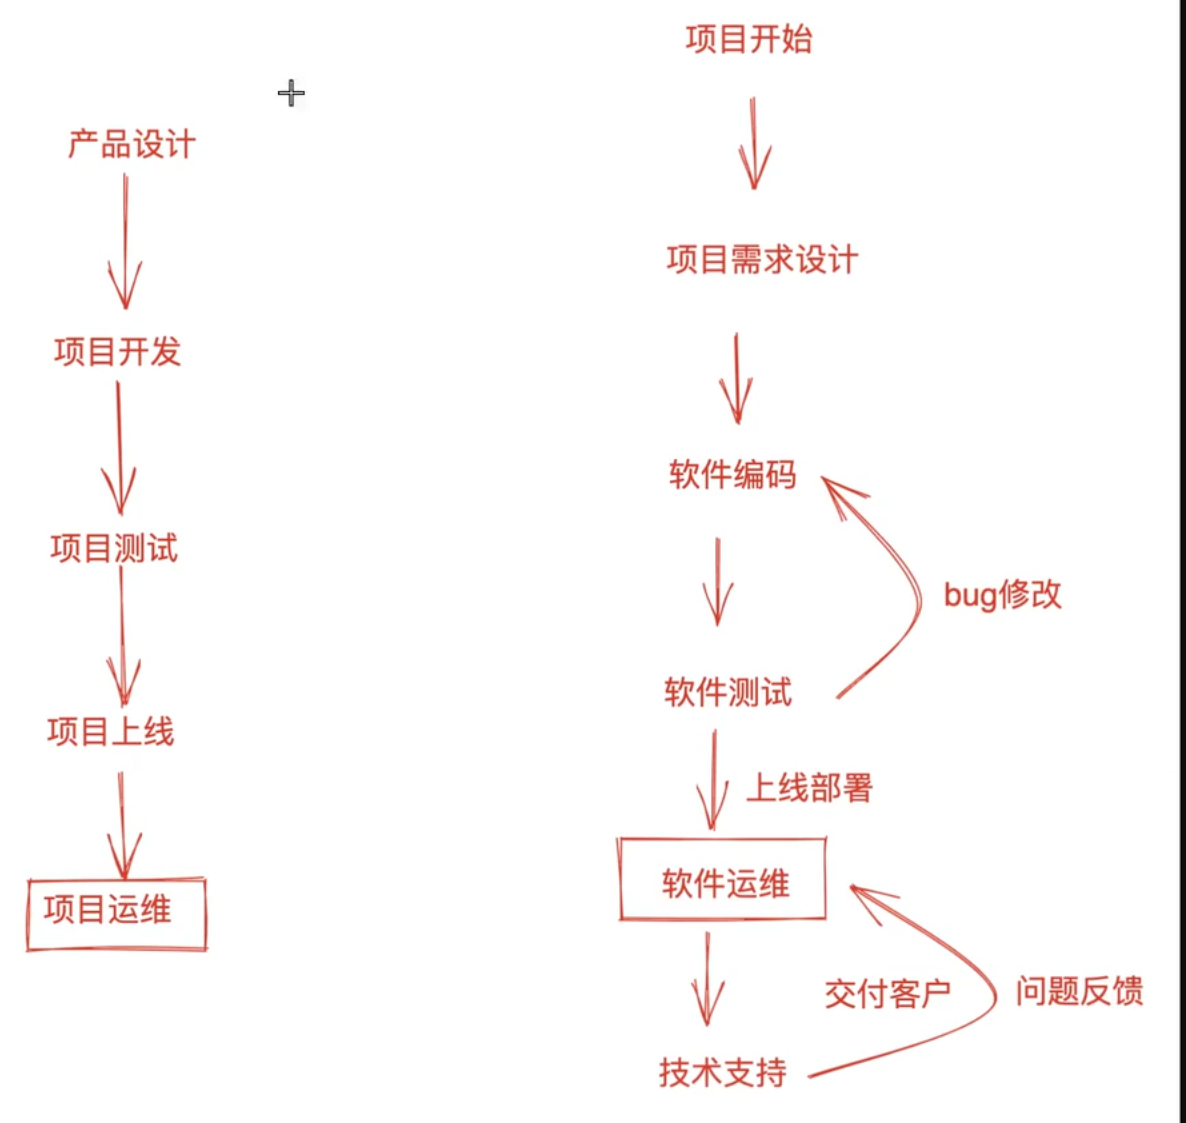 产品设计
项目开发
项目测试
项目上线
项目运维
项目开始
项目需求设计
软件编码
bug修改
软件测试
上线部署
软件运维
交付客户
问题反馈
技术支持